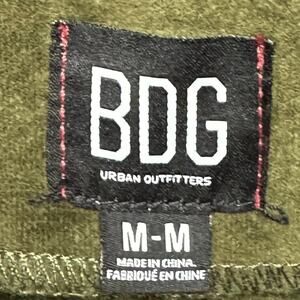 BDG
URBAN OUTFITTERS
M-M
MADE IN CHINA
FABRIQUÉ EN CHINE